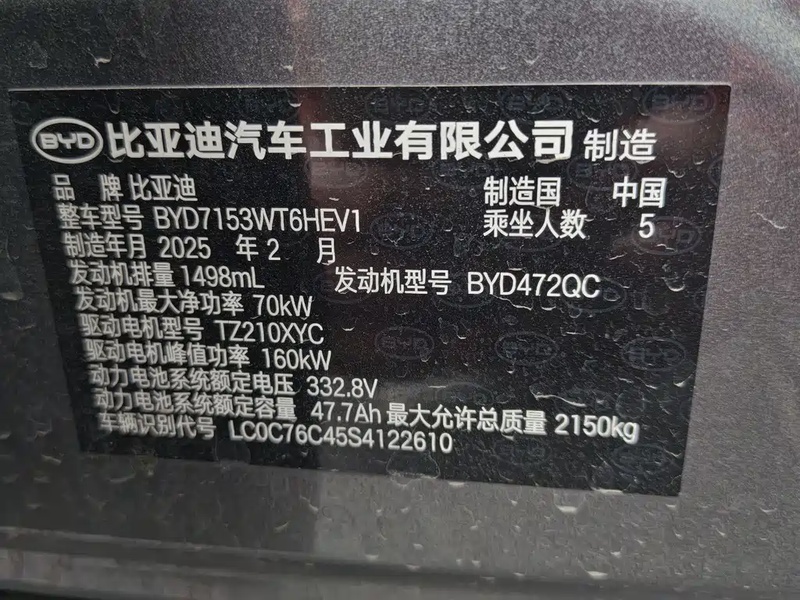 BYD 比亚迪汽车工业有限公司 制造
品 牌 比亚迪 制造国 中国
整车型号 BYD7153WT6HEV1 乘坐人数 5
制造年月 2025 年 2 月
发动机排量 1498mL 发动机型号 BYD472QC
发动机最大净功率 70kW
驱动电机型号 TZ210XYC
驱动电机峰值功率 160kW
动力电池系统额定电压 332.8V
动力电池系统额定容量 47.7Ah 最大允许总质量 2150kg
车辆识别代号 LC0C76C45S4122610